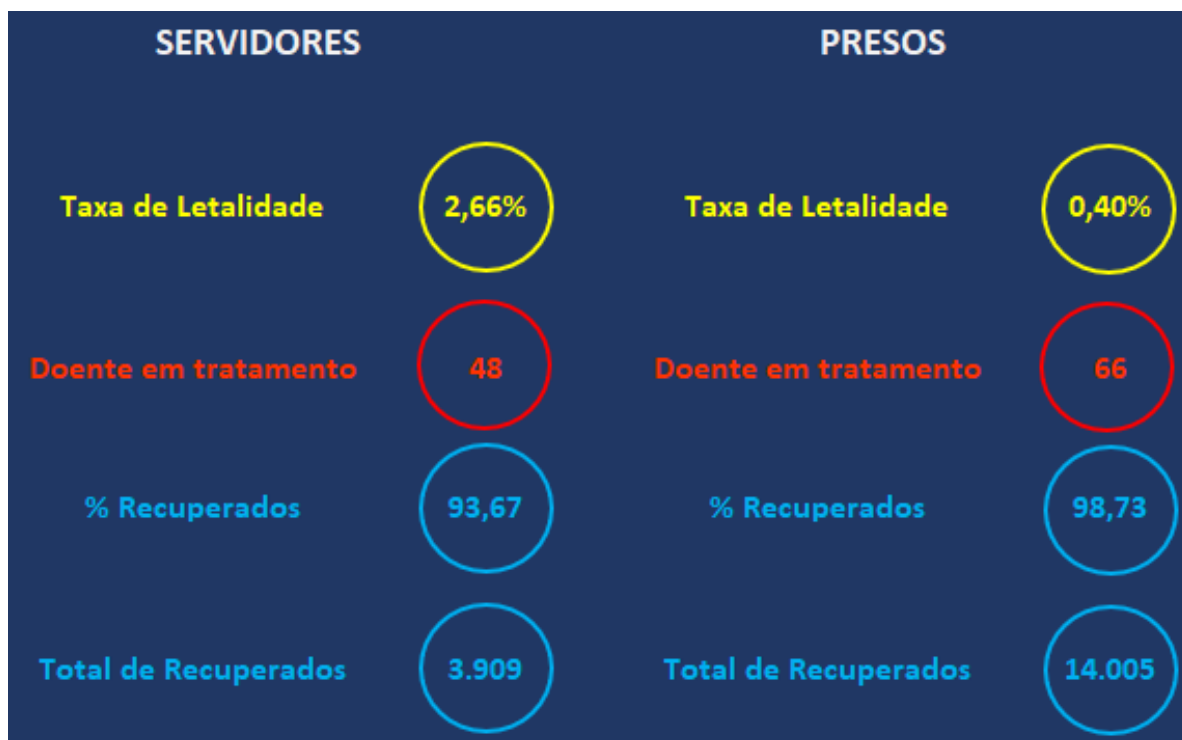 SERVIDORES
PRESOS
Taxa de Letalidade 2,66%
Taxa de Letalidade 0,40%
Doente em tratamento 48
Doente em tratamento 66
% Recuperados 93,67
% Recuperados 98,73
Total de Recuperados 3.909
Total de Recuperados 14.005